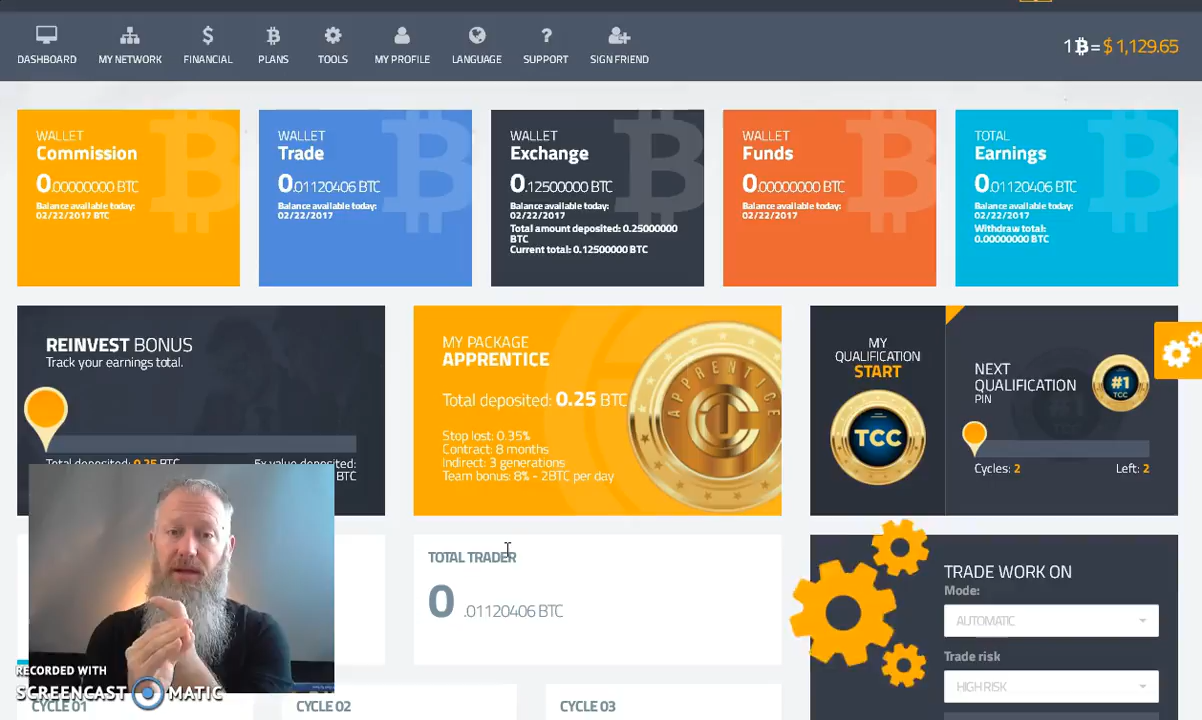 DASHBOARD
MY NETWORK
FINANCIAL
PLANS
TOOLS
MY PROFILE
LANGUAGE
SUPPORT
SIGN FRIEND
1 ₿ = $ 1,129.65
WALLET
Commission
0.00000000 BTC
Balance available today:
02/22/2017 BTC
WALLET
Trade
0.01120406 BTC
Balance available today:
02/22/2017
WALLET
Exchange
0.12500000 BTC
Balance available today:
02/22/2017
Total amount deposited: 0.25000000
BTC
Current total: 0.12500000 BTC
WALLET
Funds
0.00000000 BTC
Balance available today:
02/22/2017
TOTAL
Earnings
0.01120406 BTC
Balance available today:
02/22/2017
Withdraw total:
0.00000000 BTC
REINVEST BONUS
Track your earnings total.
Total deposited: 0.25 BTC
Ex value deposited:
BTC
MY PACKAGE
APPRENTICE
Total deposited: 0.25 BTC
Stop lost: 0.35%
Contract: 8 months
Indirect: 3 generations
Team bonus: 8% - 2BTC per day
APPRENTICE
MY
QUALIFICATION
START
TCC
NEXT
QUALIFICATION
PIN
#1
TCC
Cycles: 2
Left: 2
TOTAL TRADER
0 .01120406 BTC
TRADE WORK ON
Mode:
AUTOMATIC
Trade risk
HIGH RISK
RECORDED WITH
SCREENCAST MATIC
CYCLE 01
CYCLE 02
CYCLE 03